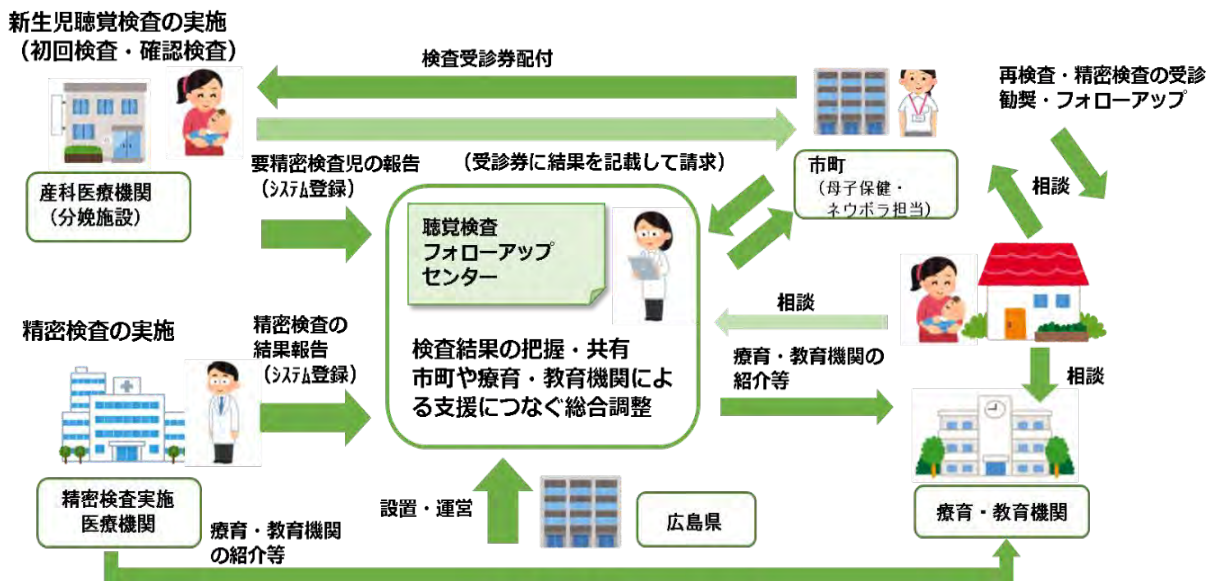 新生児聴覚検査の実施
（初回検査・確認検査）
検査受診券配付
再検査・精密検査の受診
勧奨・フォローアップ
産科医療機関
（分娩施設）
要精密検査児の報告
（ｼｽﾃﾑ登録）
（受診券に結果を記載して請求）
市町
（母子保健・
ネウボラ担当）
相談
聴覚検査
フォローアップ
センター
検査結果の把握・共有
市町や療育・教育機関によ
る支援につなぐ総合調整
相談
精密検査の実施
精密検査の
結果報告
（ｼｽﾃﾑ登録）
療育・教育機関の
紹介等
相談
精密検査実施
医療機関
設置・運営
広島県
療育・教育機関
療育・教育機関
の紹介等